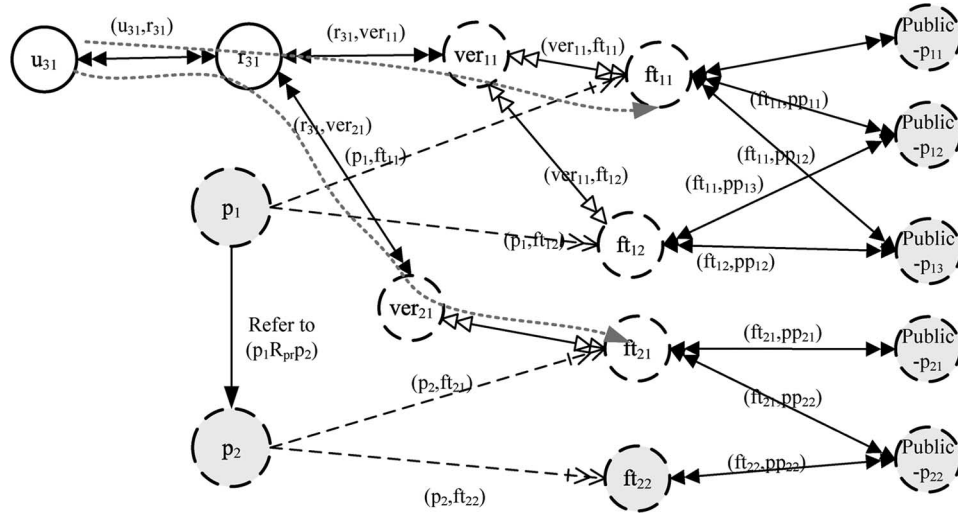 (u₃₁,r₃₁)
(r₃₁,ver₁₁)
(ver₁₁,ft₁₁)
Public
-p₁₁
u₃₁
r₃₁
ver₁₁
ft₁₁
(ft₁₁,pp₁₁)
(r₃₁,ver₂₁)
Public
-p₁₂
(p₁,ft₁₁)
(ft₁₁,pp₁₂)
(ver₁₁,ft₁₂)
(ft₁₁,pp₁₃)
p₁
(p₁,ft₁₂)
ft₁₂
(ft₁₂,pp₁₂)
Public
-p₁₃
ver₂₁
Refer to
(p₁Rₚᵣp₂)
ft₂₁
(ft₂₁,pp₂₁)
Public
-p₂₁
(p₂,ft₂₁)
(ft₂₁,pp₂₂)
p₂
Public
-p₂₂
(ft₂₂,pp₂₂)
ft₂₂
(p₂,ft₂₂)